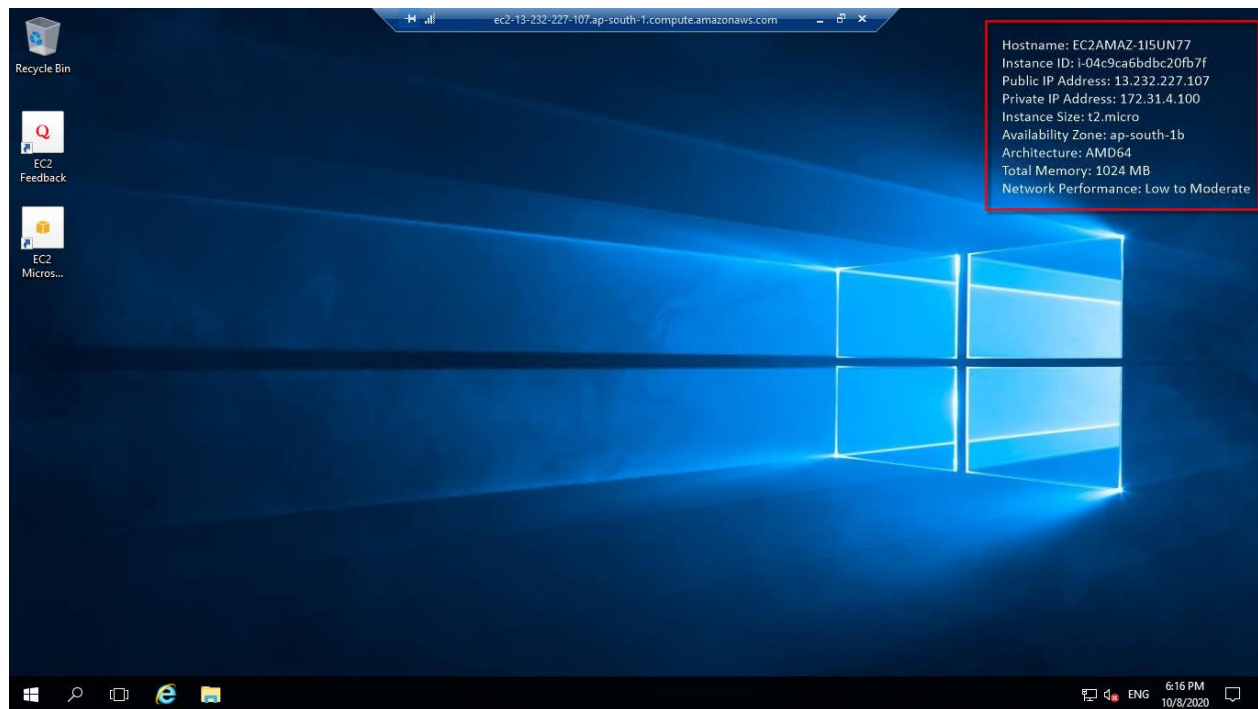 ec2-13-232-227-107.ap-south-1.compute.amazonaws.com
Hostname: EC2AMAZ-1I5UN77
Instance ID: i-04c9ca6bdbc20fb7f
Public IP Address: 13.232.227.107
Private IP Address: 172.31.4.100
Instance Size: t2.micro
Availability Zone: ap-south-1b
Architecture: AMD64
Total Memory: 1024 MB
Network Performance: Low to Moderate
Recycle Bin
Q
EC2
Feedback
EC2
Micros...
ENG
6:16 PM
10/8/2020